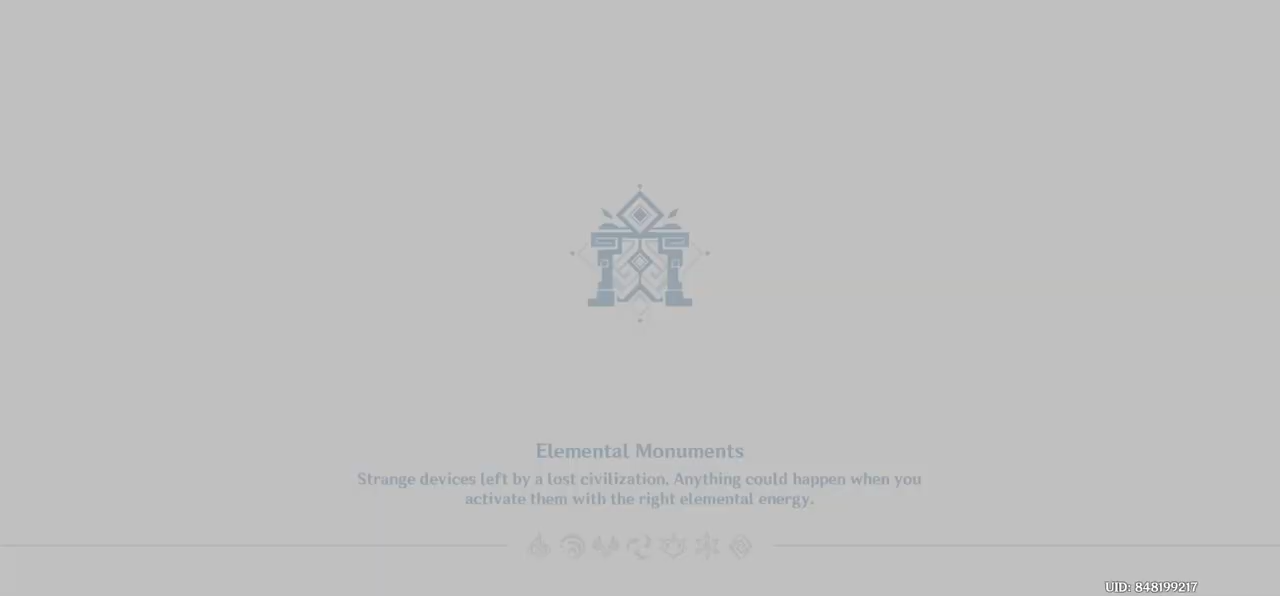 Elemental Monuments
Strange devices left by a lost civilization. Anything could happen when you
activate them with the right elemental energy.
UID: 848199217